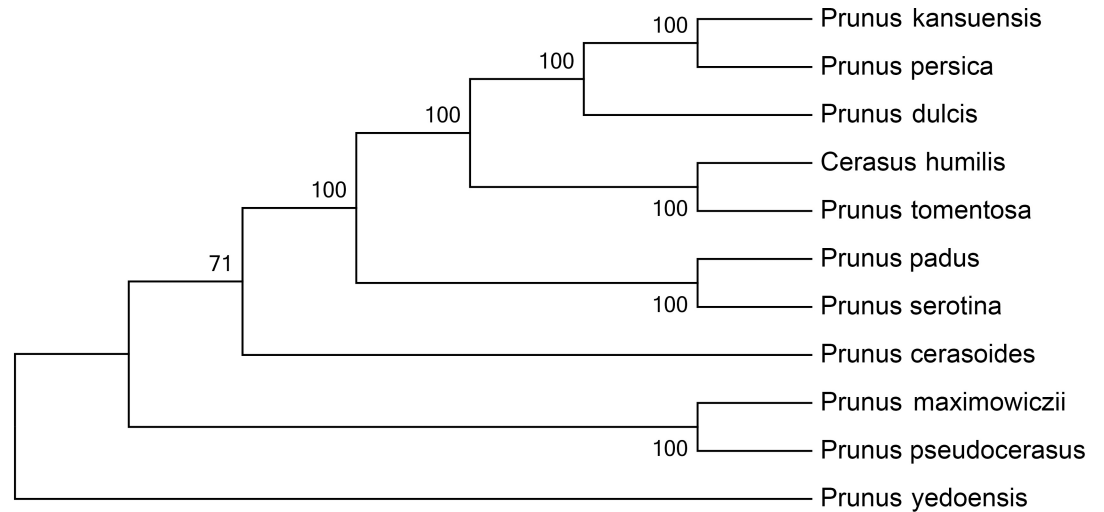 100
Prunus kansuensis
100
Prunus persica
100
Prunus dulcis
Cerasus humilis
100
100
Prunus tomentosa
71
Prunus padus
100
Prunus serotina
Prunus cerasoides
Prunus maximowiczii
100
Prunus pseudocerasus
Prunus yedoensis